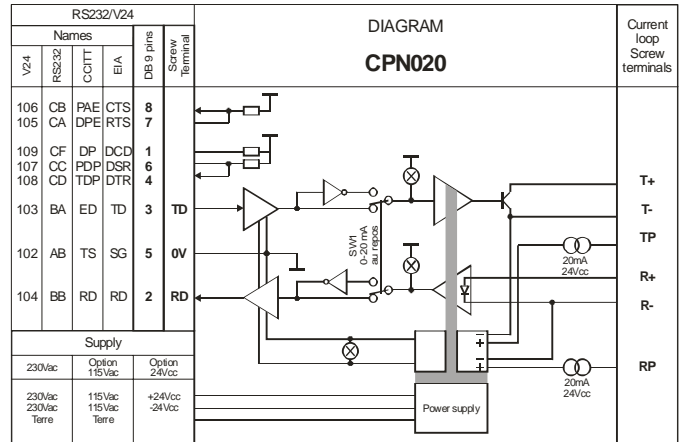 RS232/V24
Names
V24
RS232
CCITT
EIA
DB 9 pins
Screw
Terminal
DIAGRAM
CPN020
Current
loop
Screw
terminals
106 CB PAE CTS 8
105 CA DPE RTS 7
109 CF DP DCD 1
107 CC PDP DSR 6
108 CD TDP DTR 4
103 BA ED TD 3 TD
102 AB TS SG 5 0V
104 BB RD RD 2 RD
SW1
0-20 mA
au repos
T+
T-
TP
20mA
24Vcc
R+
R-
+
-
-
+
RP
20mA
24Vcc
Power supply
Supply
230Vac
Option
115Vac
Option
24Vcc
230Vac 115Vac +24Vcc
230Vac 115Vac -24Vcc
Terre Terre